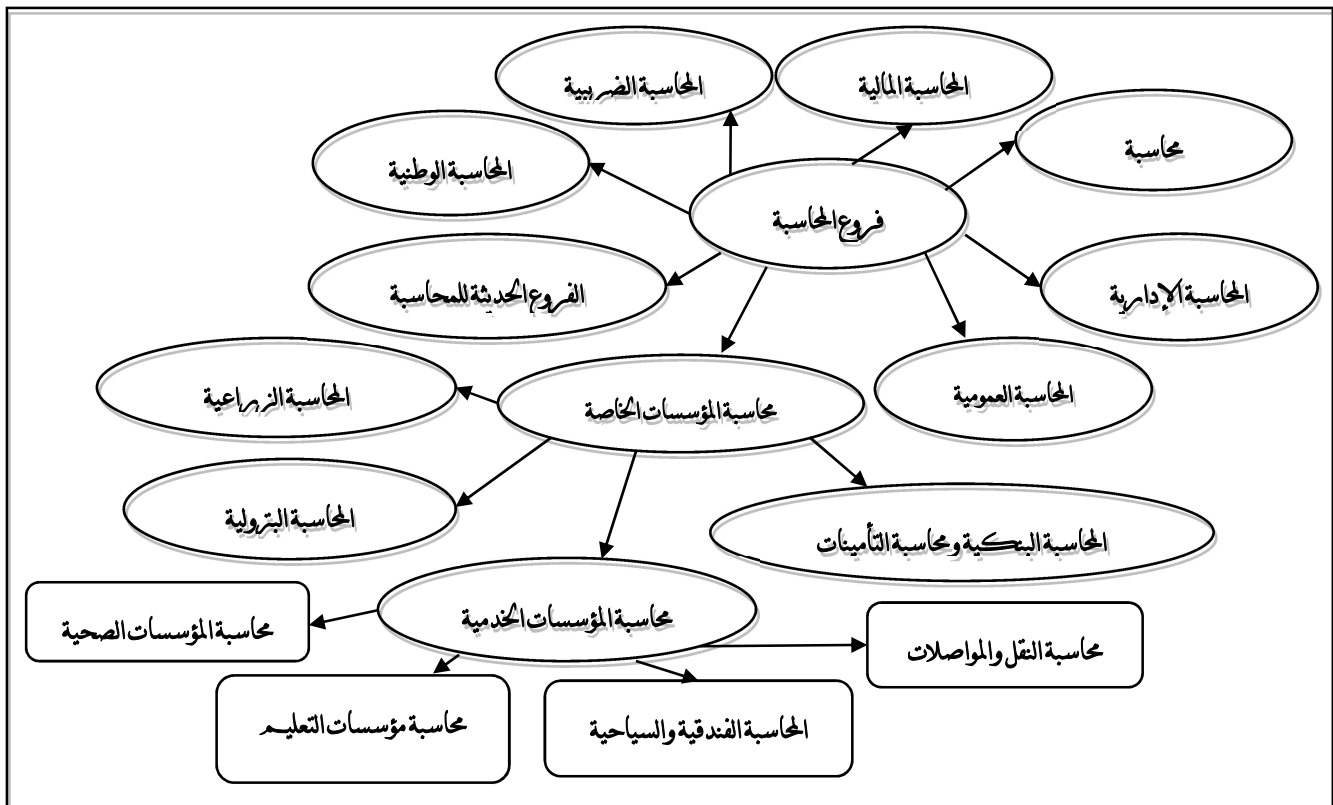 المحاسبة المالية
المحاسبة الضريبية
محاسبة
المحاسبة الوطنية
فروع المحاسبة
المحاسبة الإدارية
الفروع الحديثة للمحاسبة
المحاسبة العمومية
محاسبة المؤسسات الخاصة
المحاسبة الزراعية
المحاسبة البترولية
المحاسبة البنكية ومحاسبة التأمينات
محاسبة المؤسسات الخدمية
محاسبة المؤسسات الصحية
محاسبة النقل والمواصلات
المحاسبة الفندقية والسياحية
محاسبة مؤسسات التعليم